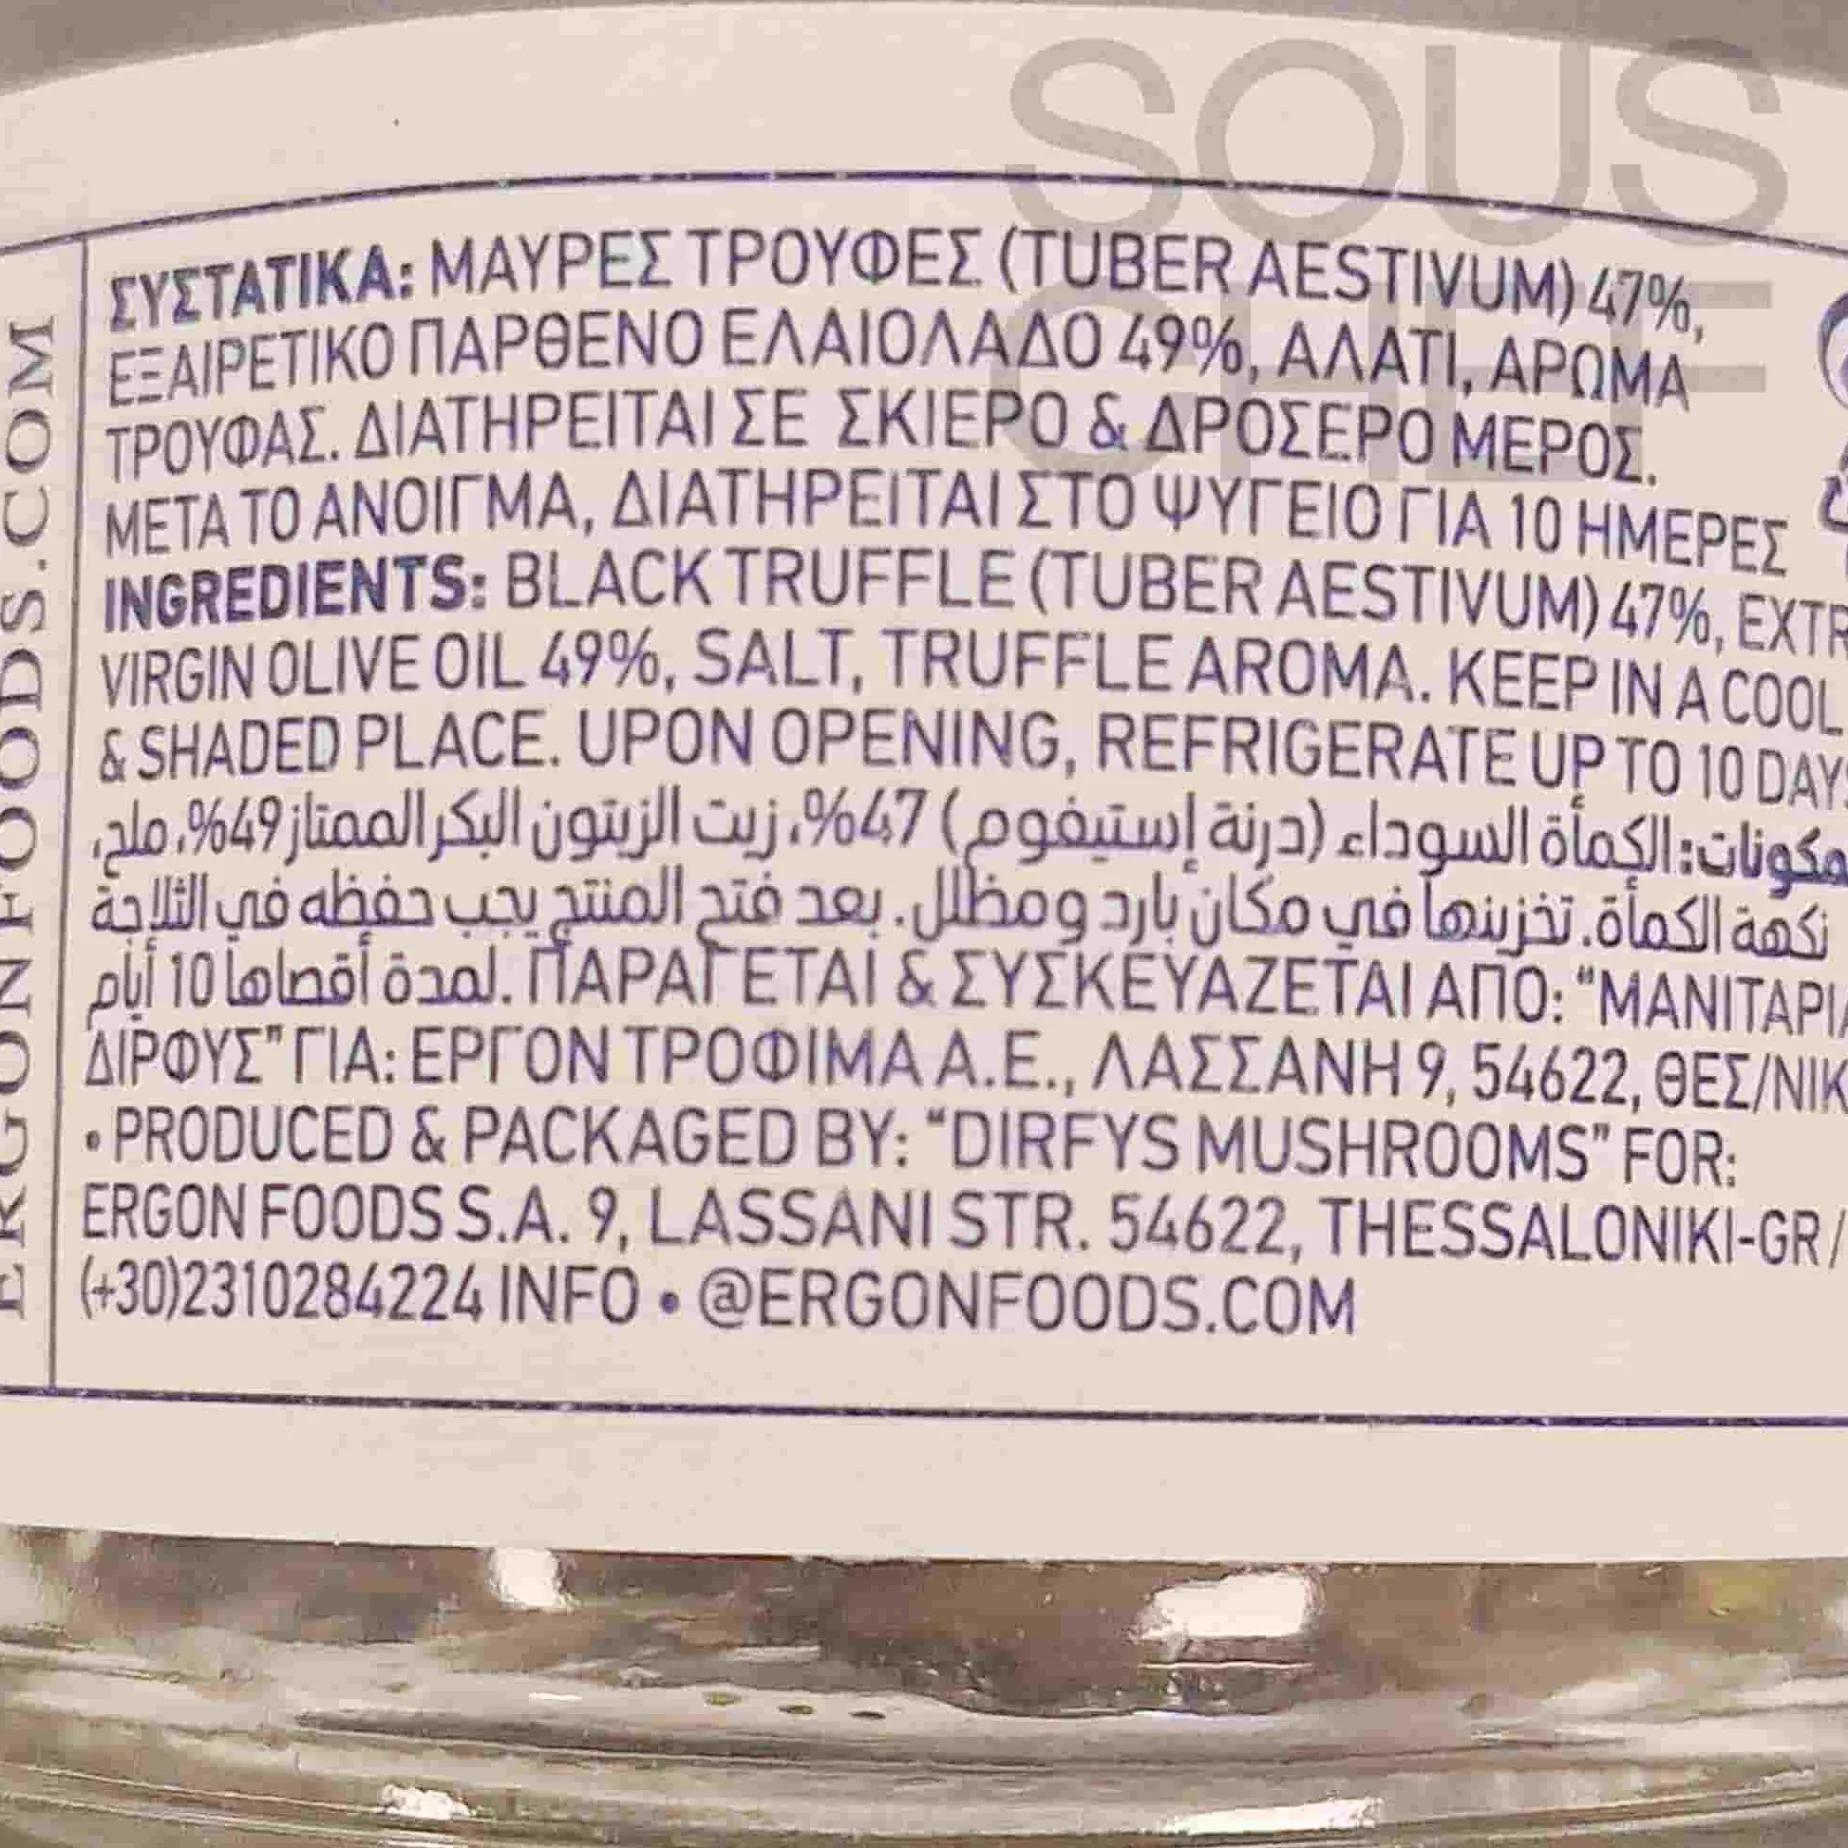 SOUS
CHEF
ERGONFOODS.COM
ΣΥΣΤΑΤΙΚΑ: ΜΑΥΡΕΣ ΤΡΟΥΦΕΣ (TUBER AESTIVUM) 47%,
ΕΞΑΙΡΕΤΙΚΟ ΠΑΡΘΕΝΟ ΕΛΑΙΟΛΑΔΟ 49%, ΑΛΑΤΙ, ΑΡΩΜΑ
ΤΡΟΥΦΑΣ. ΔΙΑΤΗΡΕΙΤΑΙ ΣΕ ΣΚΙΕΡΟ & ΔΡΟΣΕΡΟ ΜΕΡΟΣ.
ΜΕΤΑ ΤΟ ΑΝΟΙΓΜΑ, ΔΙΑΤΗΡΕΙΤΑΙ ΣΤΟ ΨΥΓΕΙΟ ΓΙΑ 10 ΗΜΕΡΕΣ
INGREDIENTS: BLACK TRUFFLE (TUBER AESTIVUM) 47%, EXTR
VIRGIN OLIVE OIL 49%, SALT, TRUFFLE AROMA. KEEP IN A COOL
& SHADED PLACE. UPON OPENING, REFRIGERATE UP TO 10 DAYS
مكونات: الكمأة السوداء (درنة إستيفوم) 47%، زيت الزيتون البكر الممتاز 49%، ملح،
نكهة الكمأة. تخزينها في مكان بارد ومظلل. بعد فتح المنتج يجب حفظه في الثلاجة
لمدة أقصاها 10 أيام. ΠΑΡΑΓΕΤΑΙ & ΣΥΣΚΕΥΑΖΕΤΑΙ ΑΠΟ: "ΜΑΝΙΤΑΡΙΑ
ΔΙΡΦΥΣ" ΓΙΑ: ΕΡΓΟΝ ΤΡΟΦΙΜΑ Α.Ε., ΛΑΣΣΑΝΗ 9, 54622, ΘΕΣ/ΝΙΚ
• PRODUCED & PACKAGED BY: "DIRFYS MUSHROOMS" FOR:
ERGON FOODS S.A. 9, LASSANI STR. 54622, THESSALONIKI-GR /
(+30)2310284224 INFO • @ERGONFOODS.COM